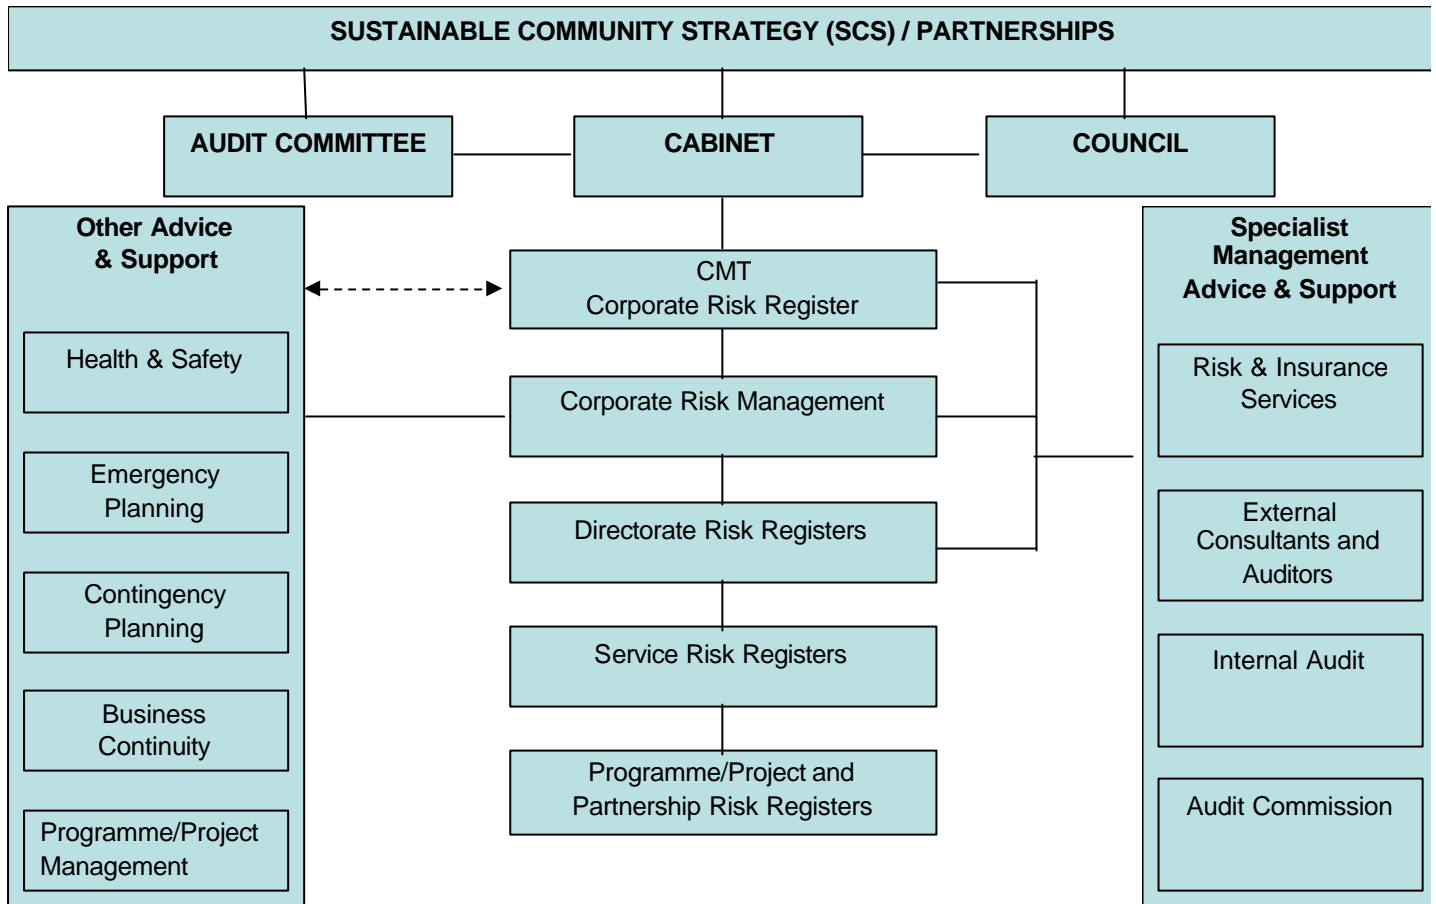 SUSTAINABLE COMMUNITY STRATEGY (SCS) / PARTNERSHIPS
AUDIT COMMITTEE
CABINET
COUNCIL
Other Advice
& Support
Health & Safety
Emergency
Planning
Contingency
Planning
Business
Continuity
Programme/Project
Management
CMT
Corporate Risk Register
Corporate Risk Management
Directorate Risk Registers
Service Risk Registers
Programme/Project and
Partnership Risk Registers
Specialist
Management
Advice & Support
Risk & Insurance
Services
External
Consultants and
Auditors
Internal Audit
Audit Commission